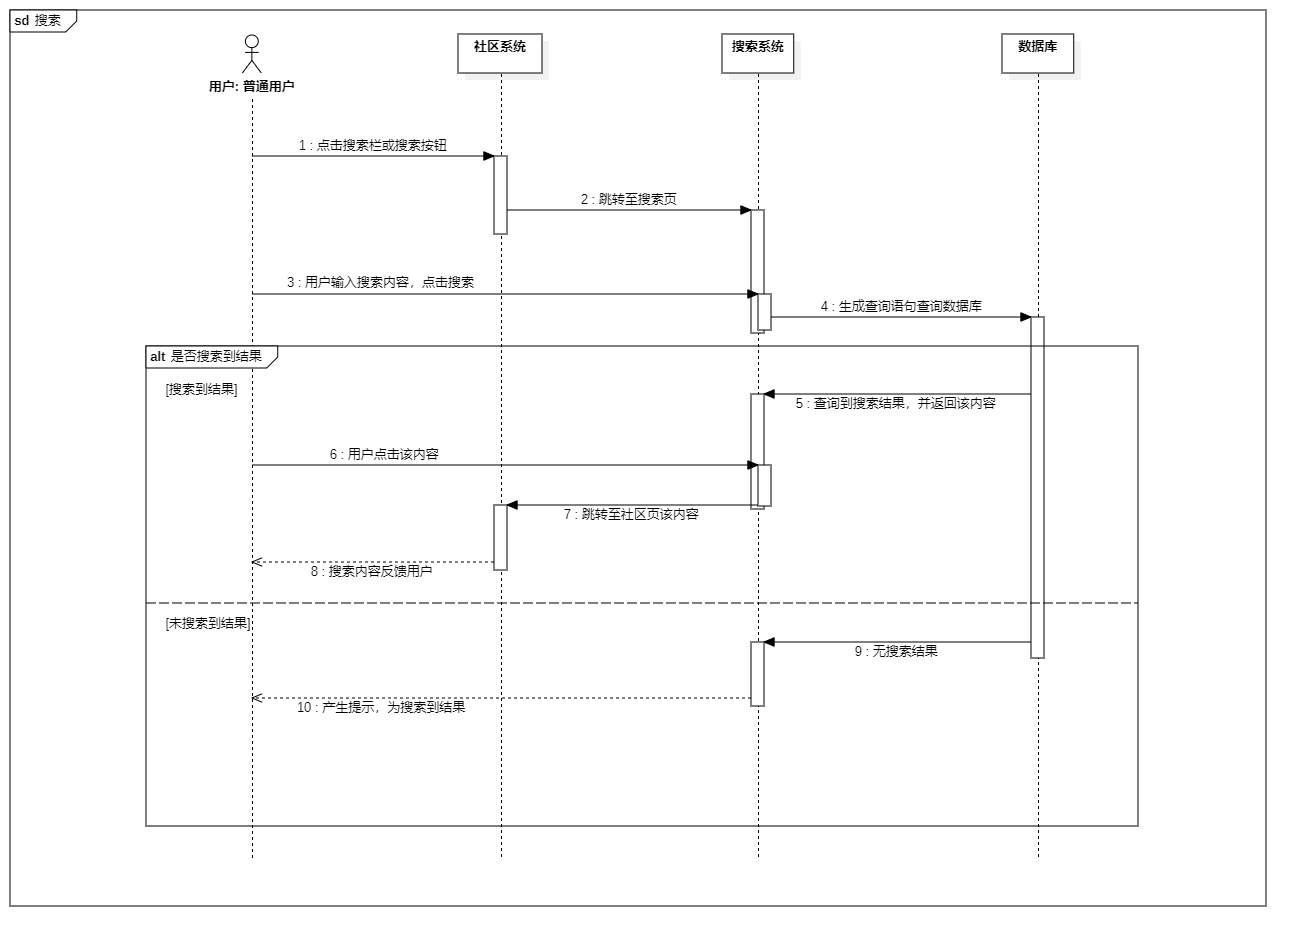 sd 搜索
用户: 普通用户
社区系统
搜索系统
数据库
1 : 点击搜索栏或搜索按钮
2 : 跳转至搜索页
3 : 用户输入搜索内容，点击搜索
4 : 生成查询语句查询数据库
alt 是否搜索到结果
[搜索到结果]
5 : 查询到搜索结果，并返回该内容
6 : 用户点击该内容
7 : 跳转至社区页该内容
8 : 搜索内容反馈用户
[未搜索到结果]
9 : 无搜索结果
10 : 产生提示，为搜索到结果